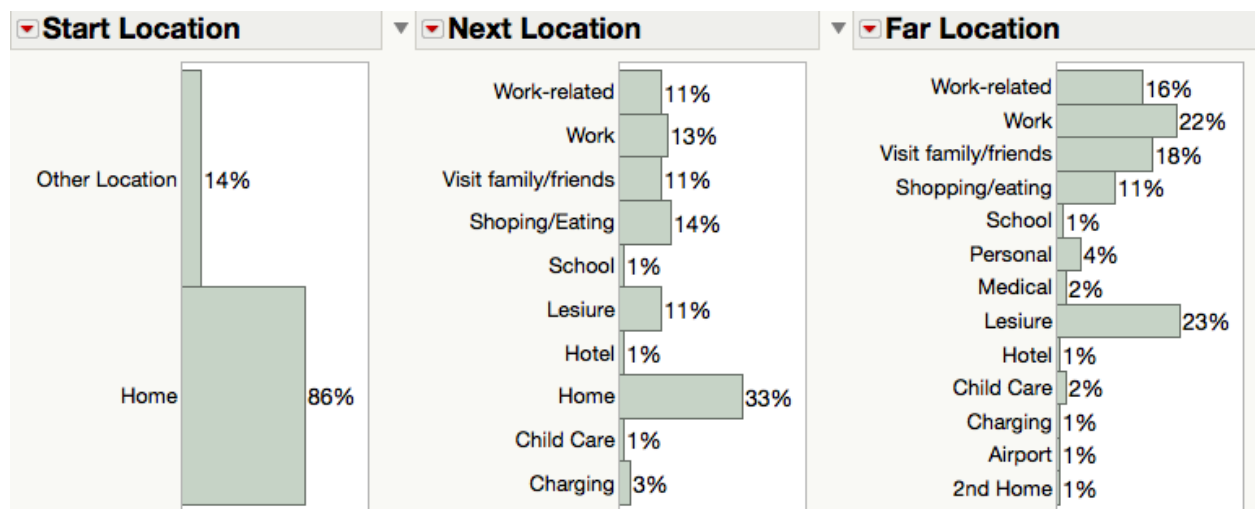 Start Location
Other Location 14%
Home 86%
Next Location
Work-related 11%
Work 13%
Visit family/friends 11%
Shoping/Eating 14%
School 1%
Lesiure 11%
Hotel 1%
Home 33%
Child Care 1%
Charging 3%
Far Location
Work-related 16%
Work 22%
Visit family/friends 18%
Shopping/eating 11%
School 1%
Personal 4%
Medical 2%
Lesiure 23%
Hotel 1%
Child Care 2%
Charging 1%
Airport 1%
2nd Home 1%